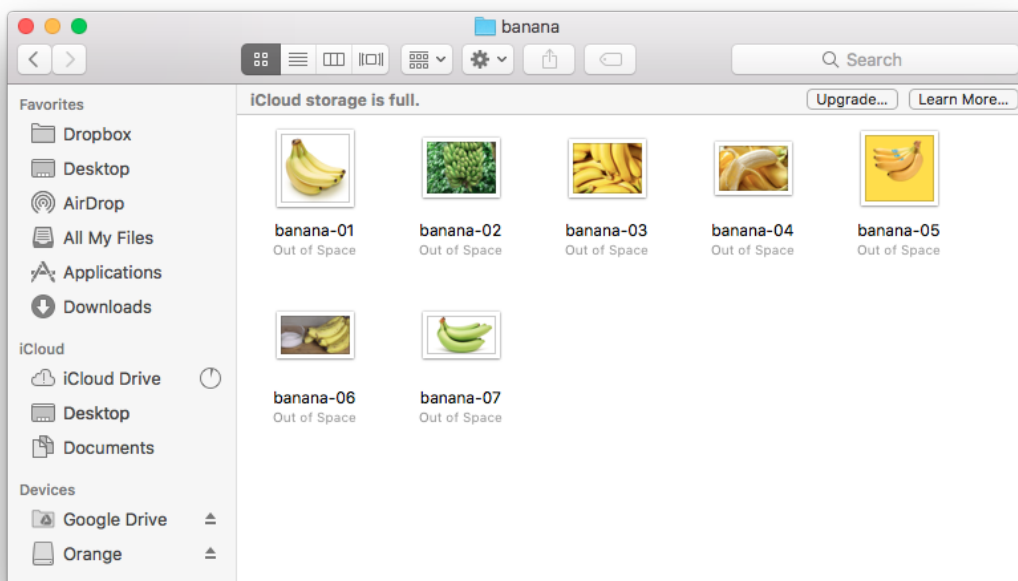 banana
Search
Favorites
Dropbox
Desktop
AirDrop
All My Files
Applications
Downloads
iCloud
iCloud Drive
Desktop
Documents
Devices
Google Drive
Orange
iCloud storage is full.
Upgrade...
Learn More...
banana-01
Out of Space
banana-02
Out of Space
banana-03
Out of Space
banana-04
Out of Space
banana-05
Out of Space
banana-06
Out of Space
banana-07
Out of Space